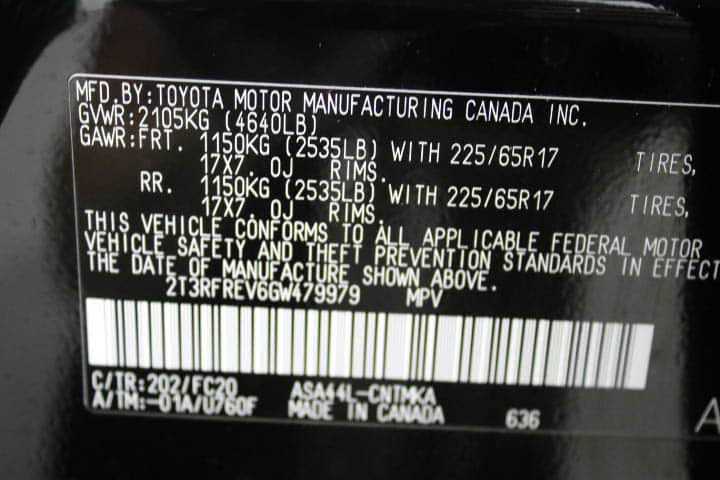 MFD.BY:TOYOTA MOTOR MANUFACTURING CANADA INC.
GVWR:2105KG (4640LB)
GAWR:FRT. 1150KG (2535LB) WITH 225/65R17 TIRES,
17X7.0J RIMS.
RR. 1150KG (2535LB) WITH 225/65R17 TIRES,
17X7.0J RIMS.
THIS VEHICLE CONFORMS TO ALL APPLICABLE FEDERAL MOTOR
VEHICLE SAFETY AND THEFT PREVENTION STANDARDS IN EFFECT
THE DATE OF MANUFACTURE SHOWN ABOVE.
2T3RFREV6GW479979 MPV
C/TR:202/FC20 ASA44L-CNTMKA
A/TM:-01A/U760F MADE IN CANADA 636 A